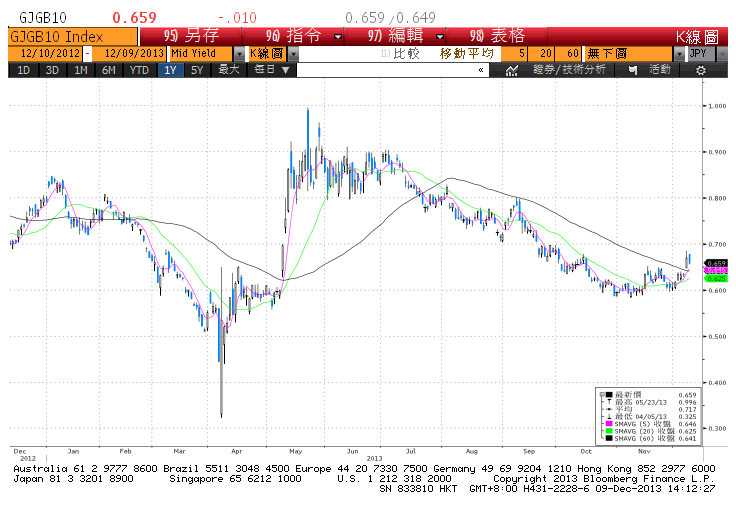 GJGB10 0.659 -.010 0.659 /0.649
GJGB10 Index 95) 另存 96) 指令 97) 編輯 98) 表格 K線圖
12/10/2012 - 12/09/2013 Mid Yield K線圖 比較 移動平均 5 20 60 無下圖 JPY
1D 3D 1M 6M YTD 1Y 5Y 最大 每日 ▼ « 證券/技術分析 活動
1.000
0.900
0.800
0.700
0.659
0.646
0.625
0.600
0.500
0.400
0.300
最新價 0.659
最高 05/23/13 0.996
平均 0.717
最低 04/05/13 0.325
SMAVG (5) 收盤 0.646
SMAVG (20) 收盤 0.625
SMAVG (60) 收盤 0.641
Dec Jan Feb Mar Apr May Jun Jul Aug Sep Oct Nov
2012 2013
Australia 61 2 9777 8600 Brazil 5511 3048 4500 Europe 44 20 7330 7500 Germany 49 69 9204 1210 Hong Kong 852 2977 6000
Japan 81 3 3201 8900 Singapore 65 6212 1000 U.S. 1 212 318 2000 Copyright 2013 Bloomberg Finance L.P.
SN 833810 HKT GMT+8:00 H431-2228-6 09-Dec-2013 14:12:27